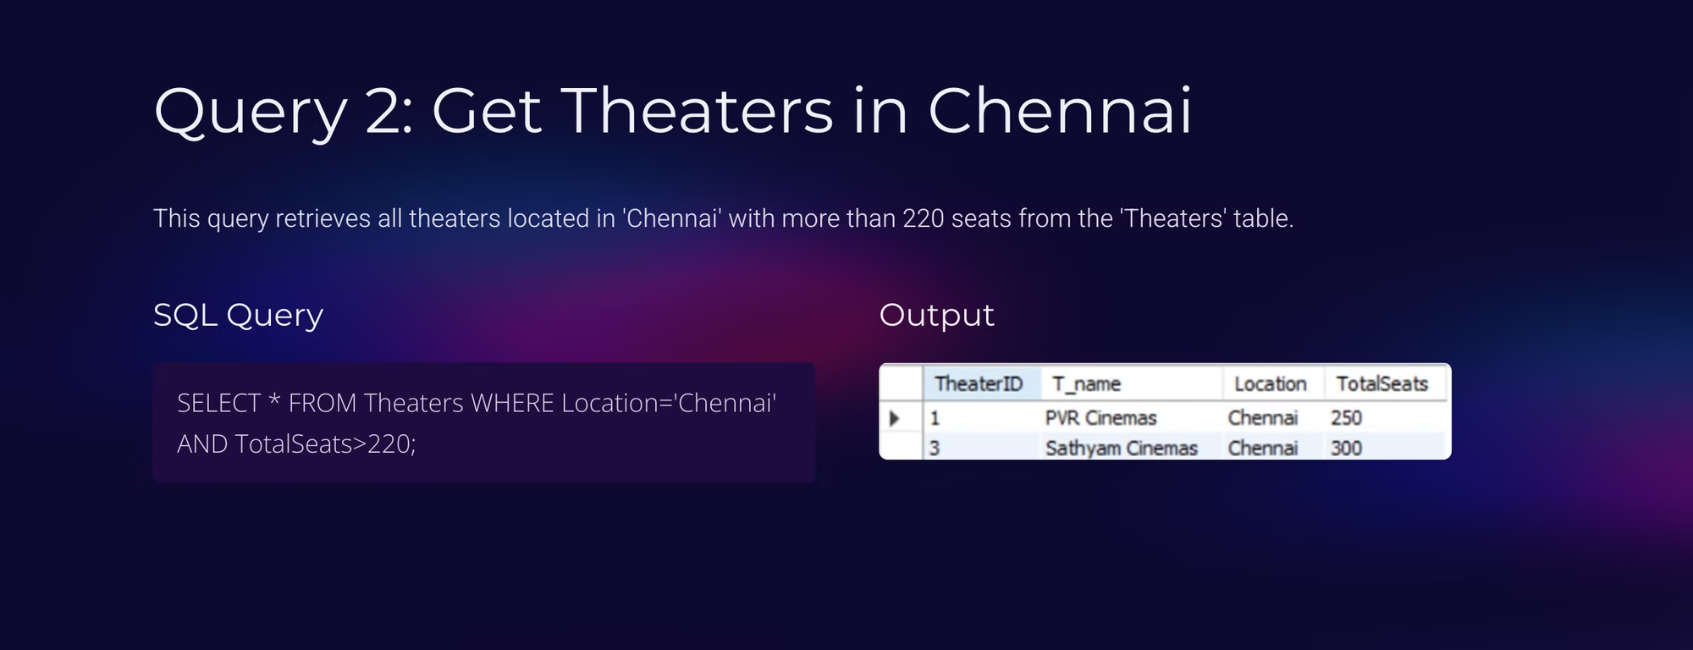 Query 2: Get Theaters in Chennai
This query retrieves all theaters located in 'Chennai' with more than 220 seats from the 'Theaters' table.
SQL Query
SELECT * FROM Theaters WHERE Location='Chennai'
AND TotalSeats>220;
Output
TheaterID T_name Location TotalSeats
1 PVR Cinemas Chennai 250
3 Sathyam Cinemas Chennai 300